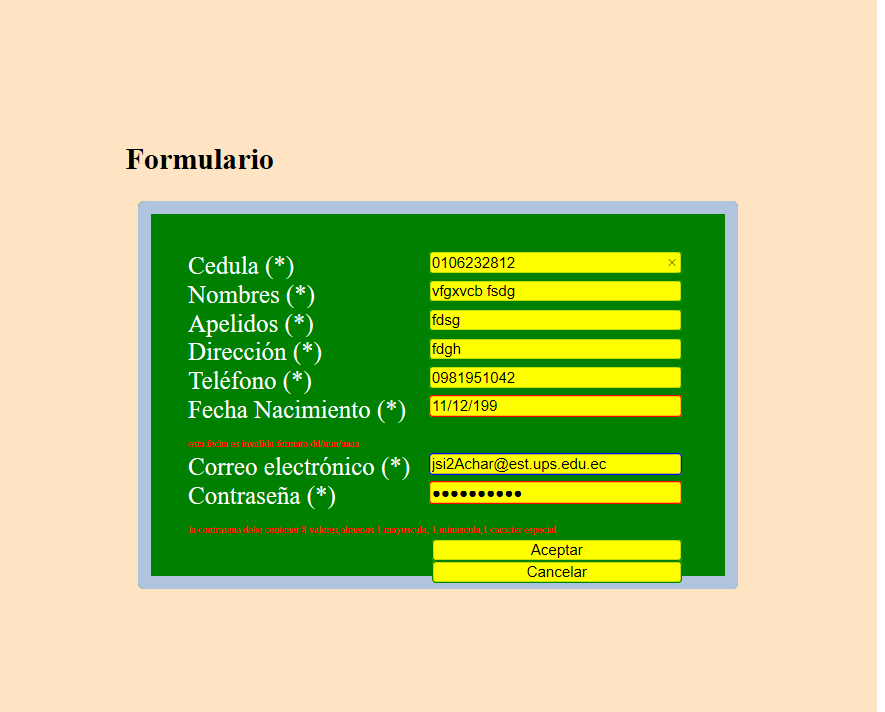 Formulario
Cedula (*) 0106232812 ×
Nombres (*) vfgxvcb fsdg
Apelidos (*) fdsg
Dirección (*) fdgh
Teléfono (*) 0981951042
Fecha Nacimiento (*) 11/12/199
esta fecha es invalida formato dd/mm/aaaa
Correo electrónico (*) jsi2Achar@est.ups.edu.ec
Contraseña (*) ●●●●●●●●●●
la contrasena debe contener 8 valores,almenos 1 mayuscula, 1 minuscula,1 caracter especial
Aceptar
Cancelar